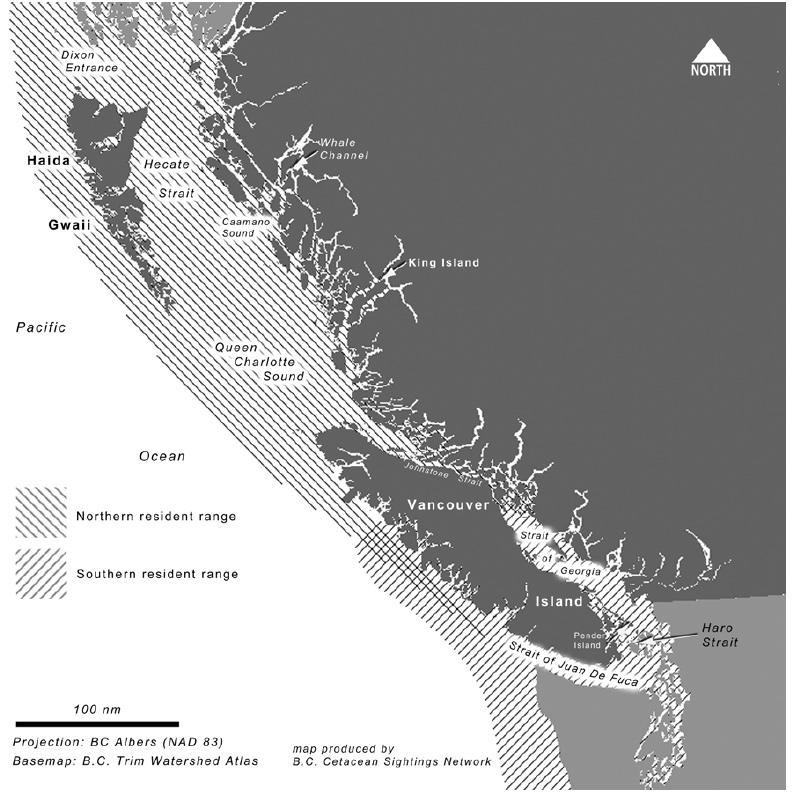 Dixon
Entrance
NORTH
Whale
Channel
Haida
Hecate
Strait
Gwaii
Caamano
Sound
King Island
Pacific
Queen
Charlotte
Sound
Ocean
Johnstone Strait
Northern resident range
Vancouver
Strait
of
Georgia
Southern resident range
Island
Pender
Island
Haro
Strait
Strait of Juan De Fuca
100 nm
Projection: BC Albers (NAD 83)
Basemap: B.C. Trim Watershed Atlas
map produced by
B.C. Cetacean Sightings Network